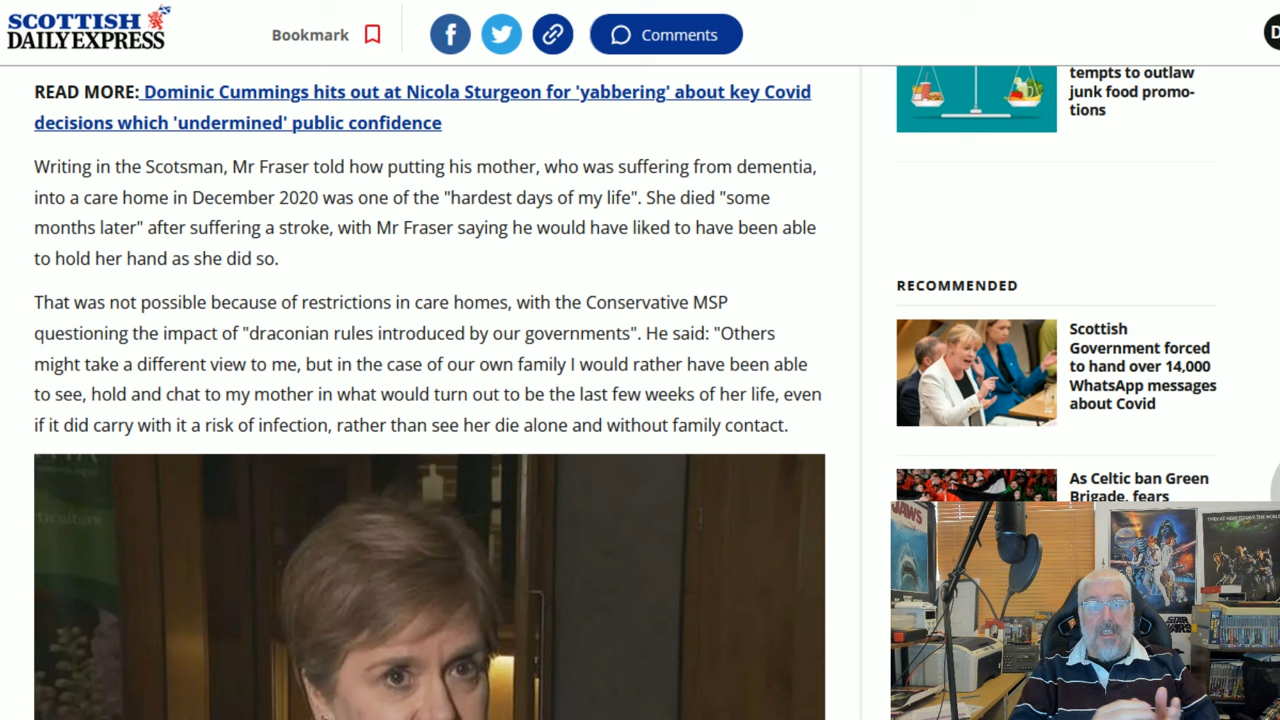 SCOTTISH
DAILY EXPRESS
Bookmark
Comments
READ MORE: Dominic Cummings hits out at Nicola Sturgeon for 'yabbering' about key Covid
decisions which 'undermined' public confidence
Writing in the Scotsman, Mr Fraser told how putting his mother, who was suffering from dementia,
into a care home in December 2020 was one of the "hardest days of my life". She died "some
months later" after suffering a stroke, with Mr Fraser saying he would have liked to have been able
to hold her hand as she did so.
That was not possible because of restrictions in care homes, with the Conservative MSP
questioning the impact of "draconian rules introduced by our governments". He said: "Others
might take a different view to me, but in the case of our own family I would rather have been able
to see, hold and chat to my mother in what would turn out to be the last few weeks of her life, even
if it did carry with it a risk of infection, rather than see her die alone and without family contact.
tempts to outlaw
junk food promo-
tions
RECOMMENDED
Scottish
Government forced
to hand over 14,000
WhatsApp messages
about Covid
As Celtic ban Green
Brigade, fears
JAWS
STAR
WARS